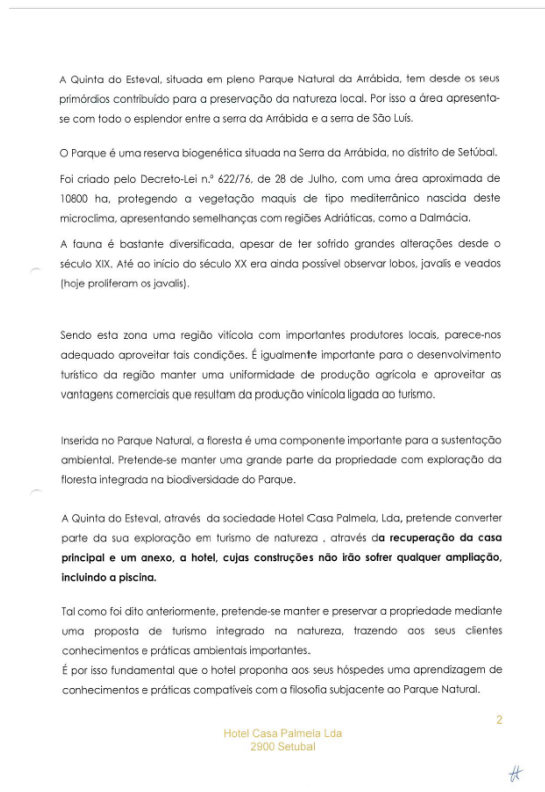 A Quinta do Esteval, situada em pleno Parque Natural da Arrábida, tem desde os seus
primórdios contribuído para a preservação da natureza local. Por isso a área apresenta-
se com todo o esplendor entre a serra da Arrábida e a serra de São Luís.
O Parque é uma reserva biogenética situada na Serra da Arrábida, no distrito de Setúbal.
Foi criado pelo Decreto-Lei n.º 622/76, de 28 de Julho, com uma área aproximada de
10800 ha, protegendo a vegetação maquis de tipo mediterrânico nascida deste
microclima, apresentando semelhanças com regiões Adriáticas, como a Dalmácia.
A fauna é bastante diversificada, apesar de ter sofrido grandes alterações desde o
século XIX. Até ao início do século XX era ainda possível observar lobos, javalis e veados
(hoje proliferam os javalis).
Sendo esta zona uma região vitícola com importantes produtores locais, parece-nos
adequado aproveitar tais condições. É igualmente importante para o desenvolvimento
turístico da região manter uma uniformidade de produção agrícola e aproveitar as
vantagens comerciais que resultam da produção vinícola ligada ao turismo.
Inserida no Parque Natural, a floresta é uma componente importante para a sustentação
ambiental. Pretende-se manter uma grande parte da propriedade com exploração da
floresta integrada na biodiversidade do Parque.
A Quinta do Esteval, através  da sociedade Hotel Casa Palmela, Lda, pretende converter
parte da sua exploração em turismo de natureza , através da recuperação da casa
principal e um anexo, a hotel, cujas construções não irão sofrer qualquer ampliação,
incluindo a piscina.
Tal como foi dito anteriormente, pretende-se manter e preservar a propriedade mediante
uma proposta de turismo integrado na natureza, trazendo aos seus clientes
conhecimentos e práticas ambientais importantes.
É por isso fundamental que o hotel proponha aos seus hóspedes uma aprendizagem de
conhecimentos e práticas compatíveis com a filosofia subjacente ao Parque Natural.
2
Hotel Casa Palmela Lda
2900 Setubal